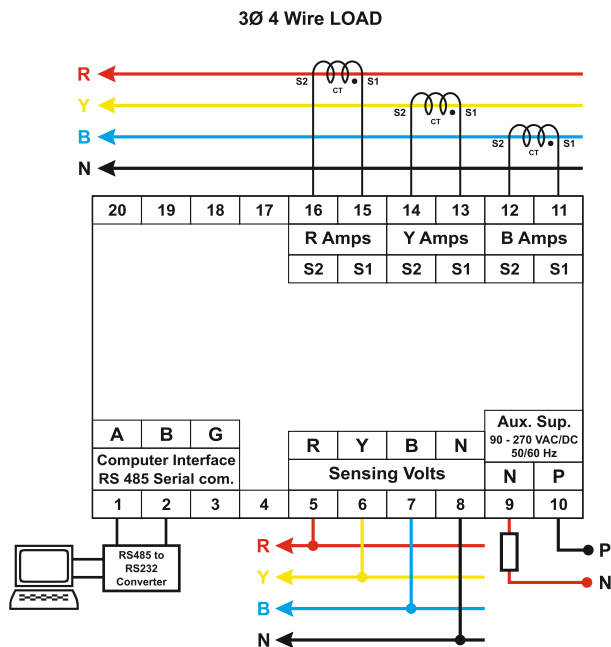 3Ø 4 Wire LOAD
R
S2 CT S1
Y
S2 CT S1
B
S2 CT S1
N
20 19 18 17 16 15 14 13 12 11
R Amps Y Amps B Amps
S2 S1 S2 S1 S2 S1
Aux. Sup.
90 - 270 VAC/DC
50/60 Hz
A B G
R Y B N
Computer Interface
RS 485 Serial com.
Sensing Volts
N P
1 2 3 4 5 6 7 8 9 10
RS485 to
RS232
Converter
R
P
Y
N
B
N